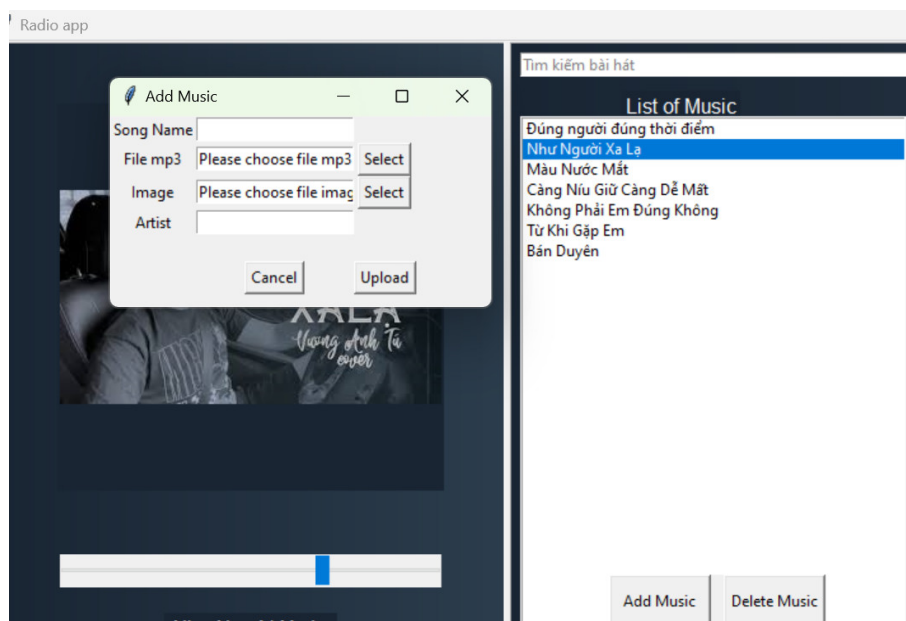 Radio app
Add Music
Song Name
File mp3 Please choose file mp3 Select
Image Please choose file imag Select
Artist
Cancel Upload
XA LẠ
Vương Anh Tú
cover
Tìm kiếm bài hát
List of Music
Đúng người đúng thời điểm
Như Người Xa Lạ
Màu Nước Mắt
Càng Níu Giữ Càng Dễ Mất
Không Phải Em Đúng Không
Từ Khi Gặp Em
Bán Duyên
Add Music Delete Music